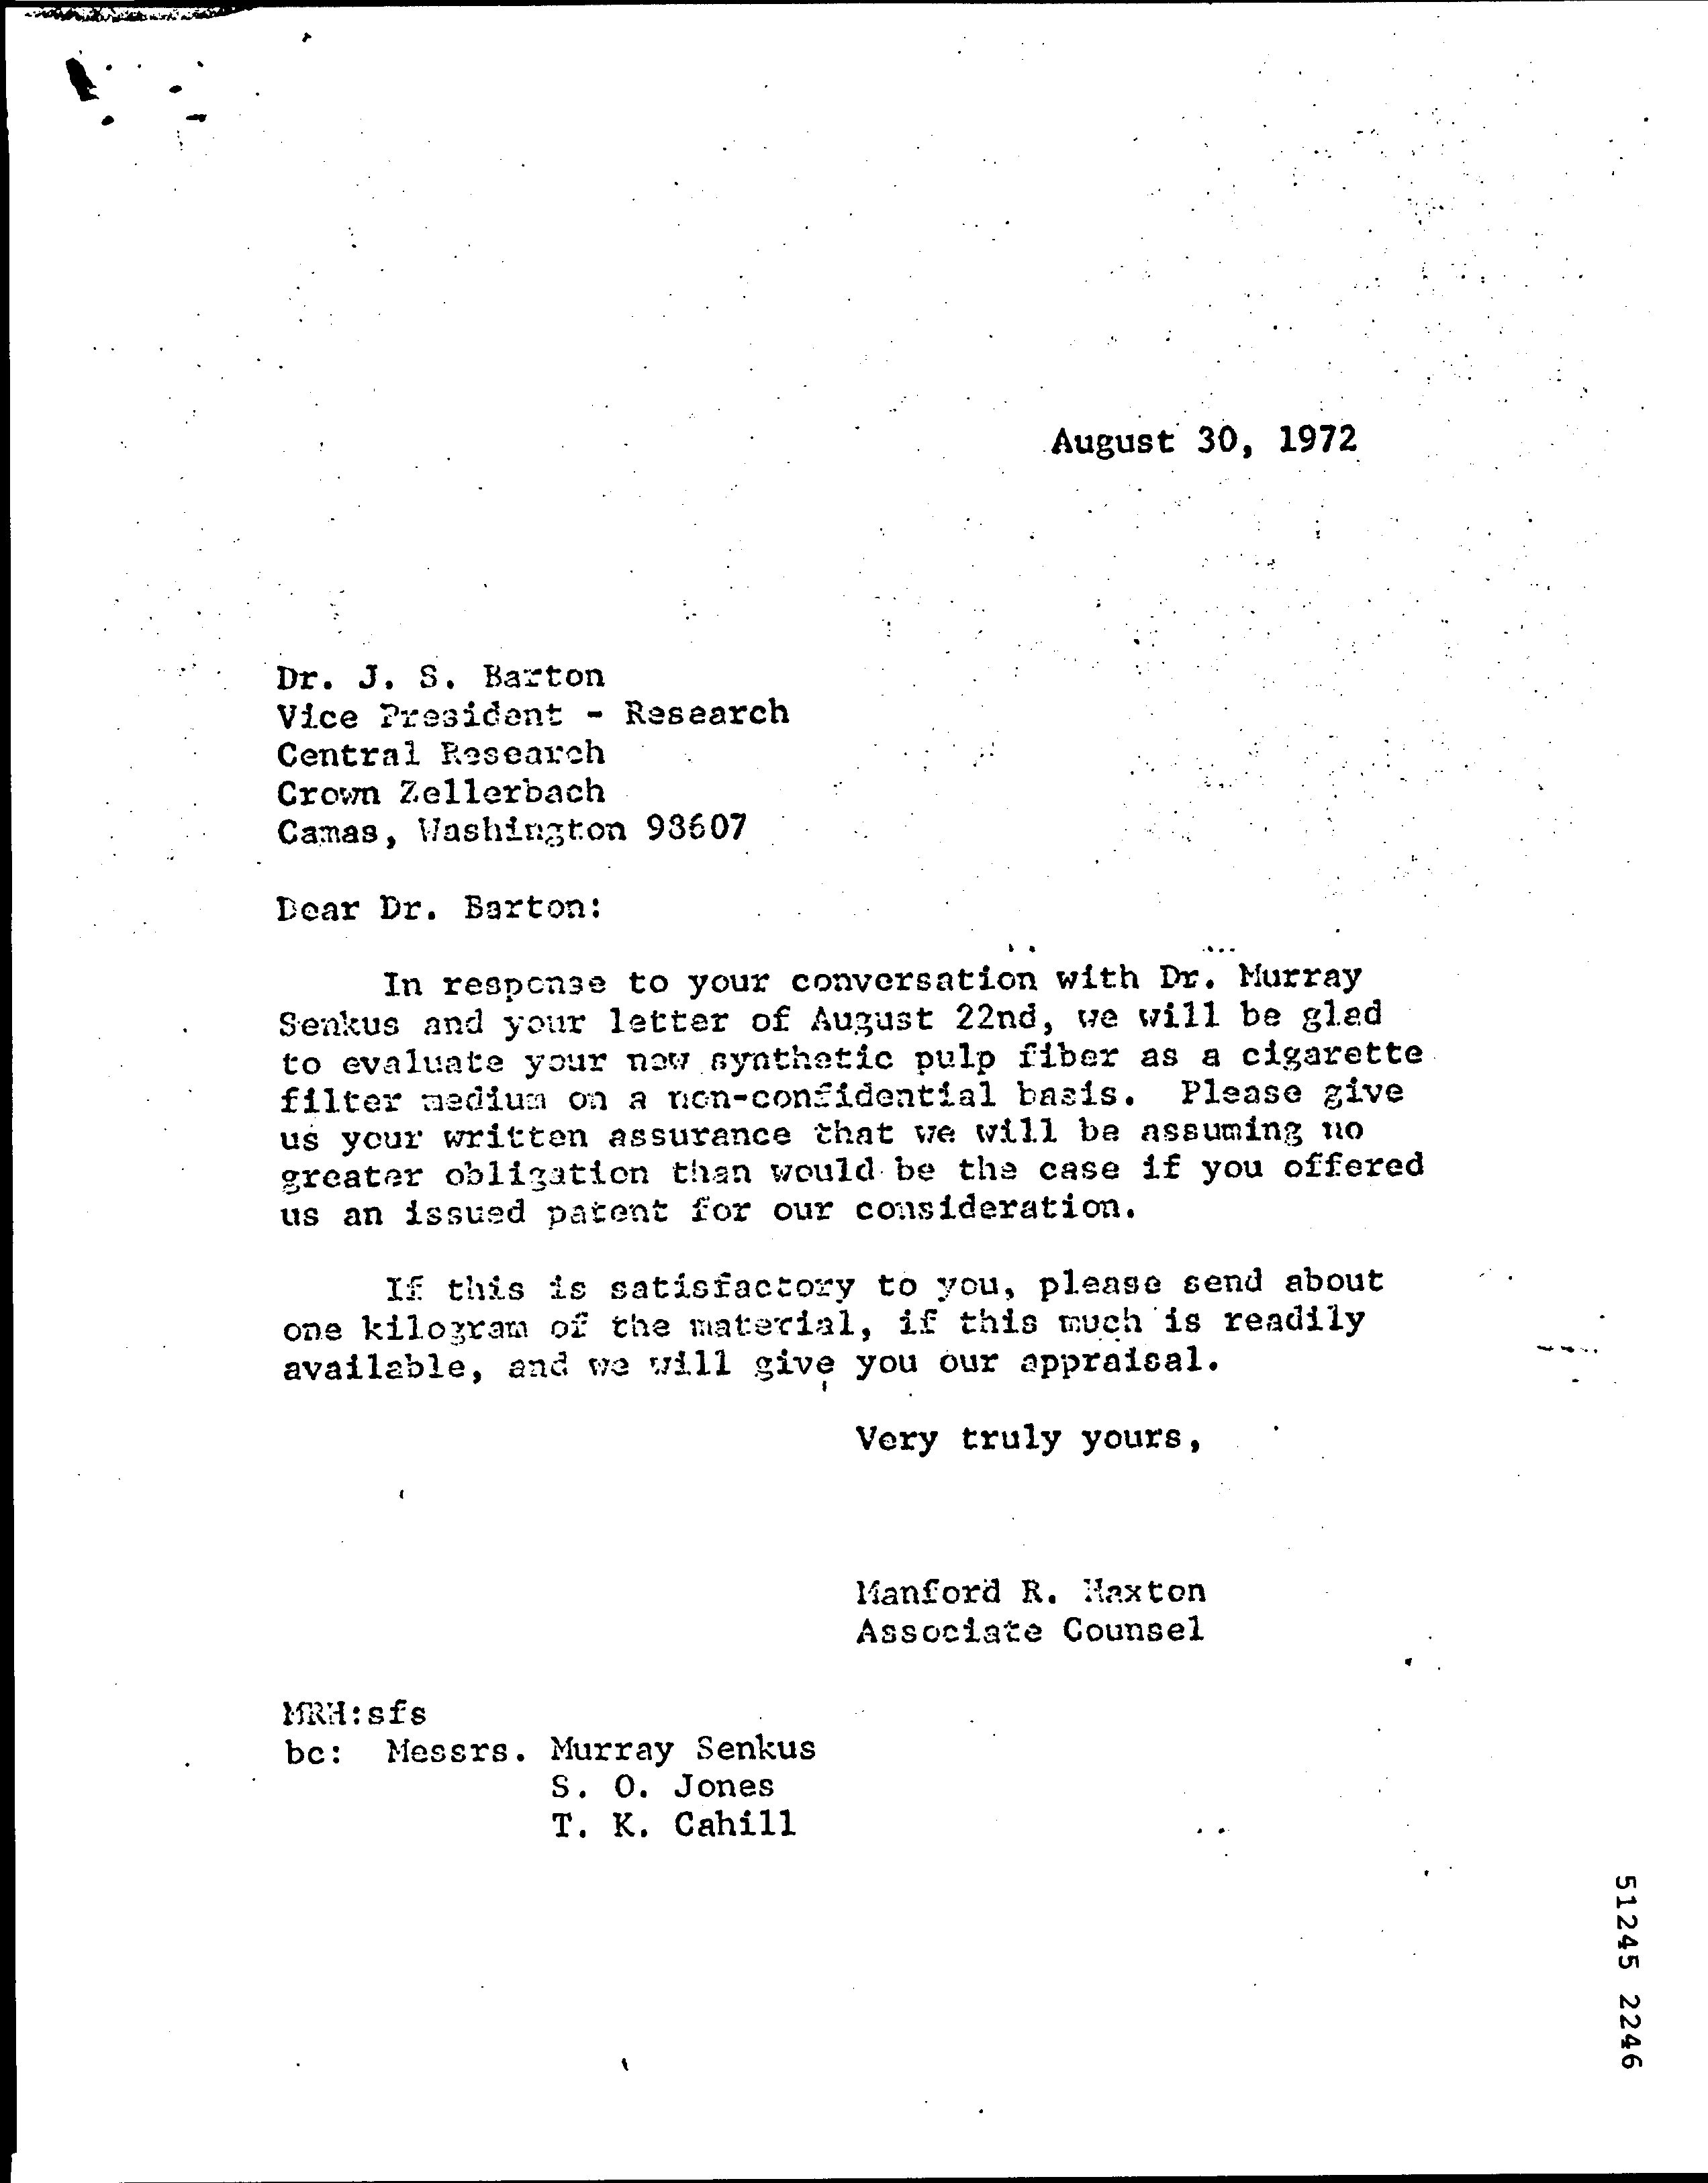 August 30, 1972
Dr. J. S. Barton
Vice President - Research
Central Research
Crown Zellerbach
Camas, Washington 98607
Dear Dr. Barton:
In response to your conversation with Dr. Murray
Senkus and your letter of August 22nd, we will be glad
to evaluate your new synthetic pulp fiber as a cigarette
filter medium on a non-confidential basis. Please give
us your written assurance that we will be assuming no
greater obligation than would be the case if you offered
us an issued patent for our consideration.
If this is satisfactory to you, please send about
one kilogram of the material, if this much is readily
available, and we will give you our appraisal.
Very truly yours,
Manford R. Haxton
Associate Counsel
MRH:sfs
bc: Messrs. Murray Senkus
S. O. Jones
T. K. Cahill
51245 2246